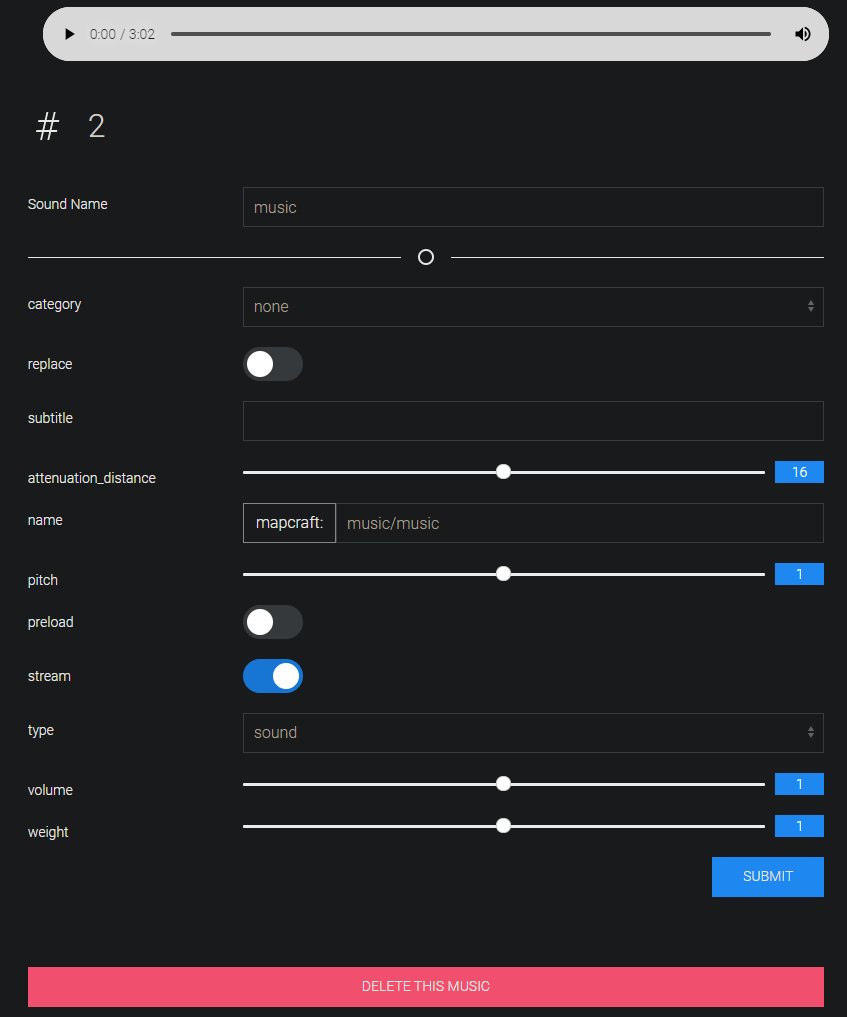 0:00 / 3:02
# 2
Sound Name music
category none
replace
subtitle
attenuation_distance 16
name mapcraft: music/music
pitch 1
preload
stream
type sound
volume 1
weight 1
SUBMIT
DELETE THIS MUSIC